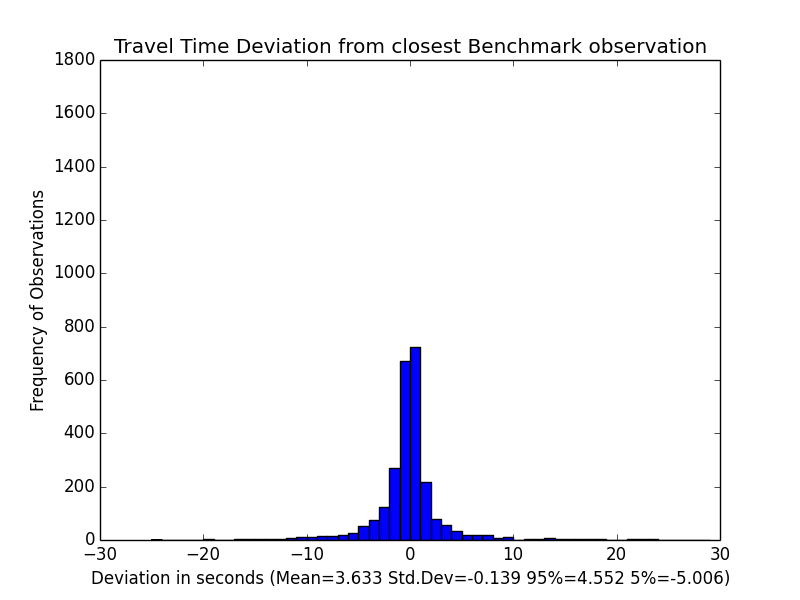 Travel Time Deviation from closest Benchmark observation
1800
1600
1400
1200
1000
800
600
400
200
0
Frequency of Observations
−30 −20 −10 0 10 20 30
Deviation in seconds (Mean=3.633 Std.Dev=-0.139 95%=4.552 5%=-5.006)